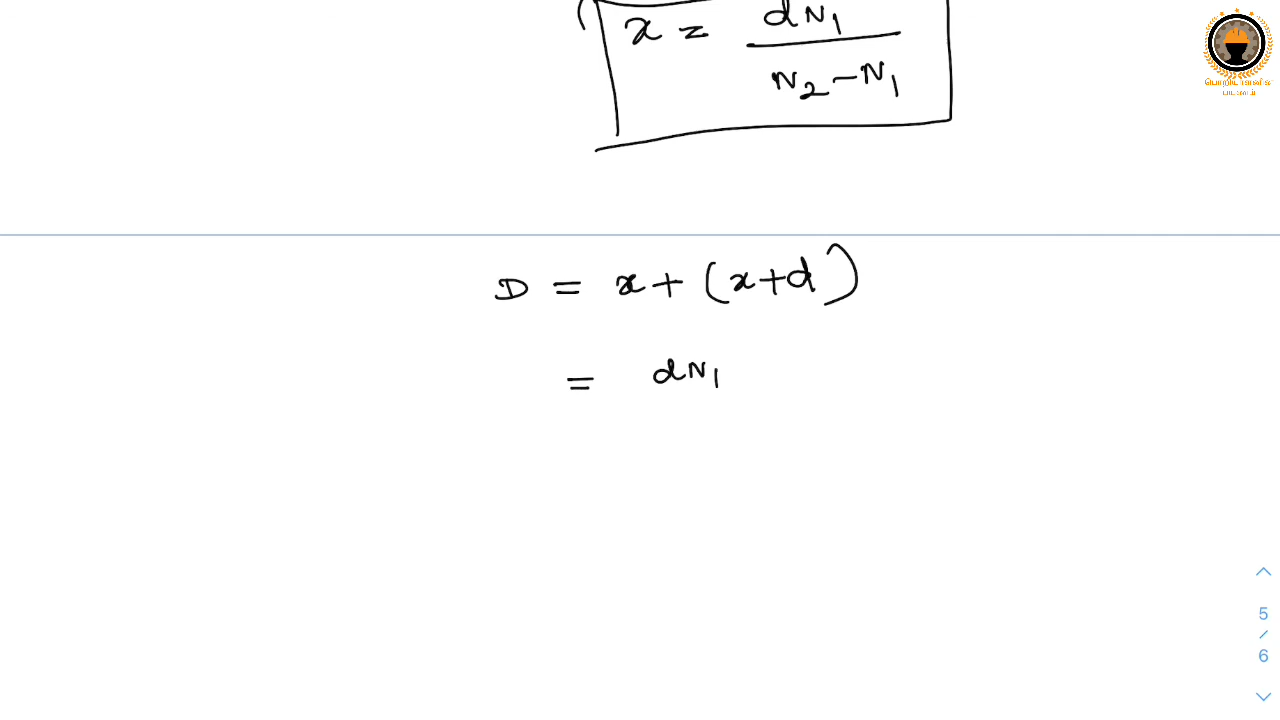 x = dN₁ / N₂ - N₁
D = x + (x + d)
= dN₁
5
/
6